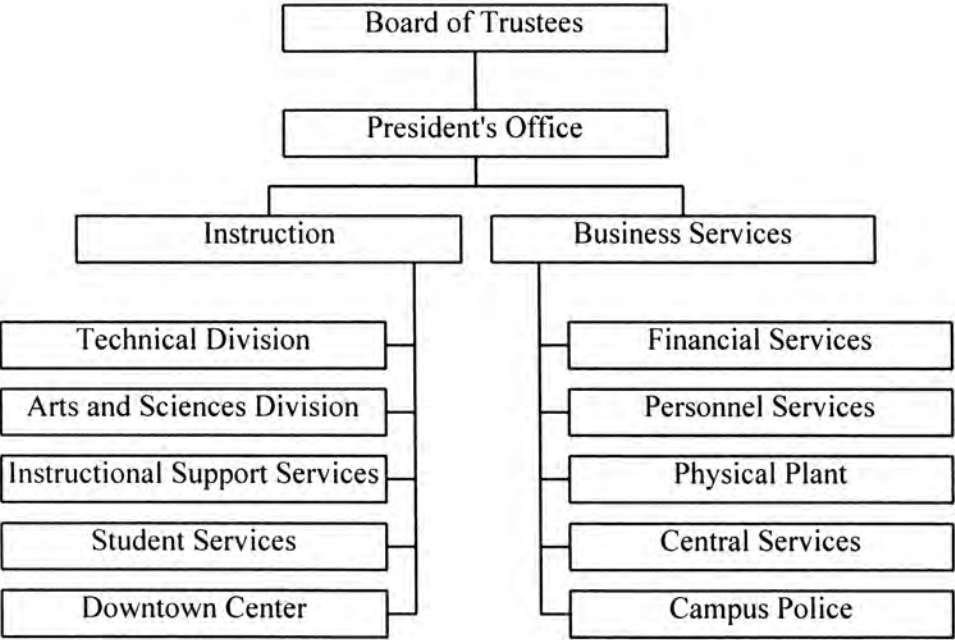 Board of Trustees
President's Office
Instruction
Business Services
Technical Division
Arts and Sciences Division
Instructional Support Services
Student Services
Downtown Center
Financial Services
Personnel Services
Physical Plant
Central Services
Campus Police